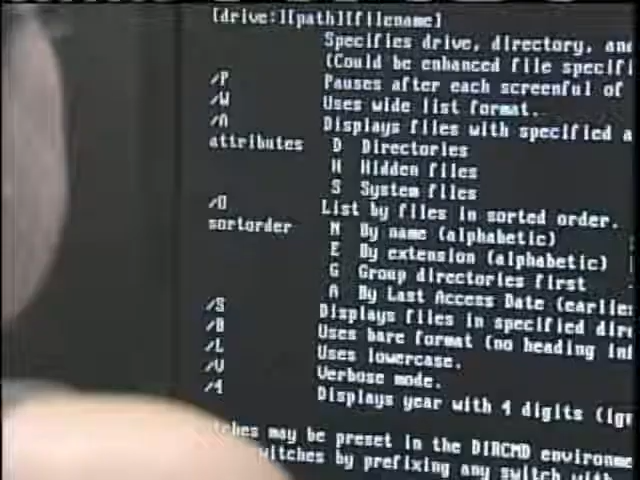 [drive:][path][filename]
Specifies drive, directory, and
(Could be enhanced file specifi
/P Pauses after each screenful of
/W Uses wide list format.
/A Displays files with specified a
attributes D Directories
H Hidden files
S System files
/O List by files in sorted order.
sortorder N By name (alphabetic)
E By extension (alphabetic)
G Group directories first
A By Last Access Date (earlie
/S Displays files in specified dire
/B Uses bare format (no heading inf
/L Uses lowercase.
/V Verbose mode.
/4 Displays year with 4 digits (ign
tches may be preset in the DIRCMD environme
witches by prefixing any switch with